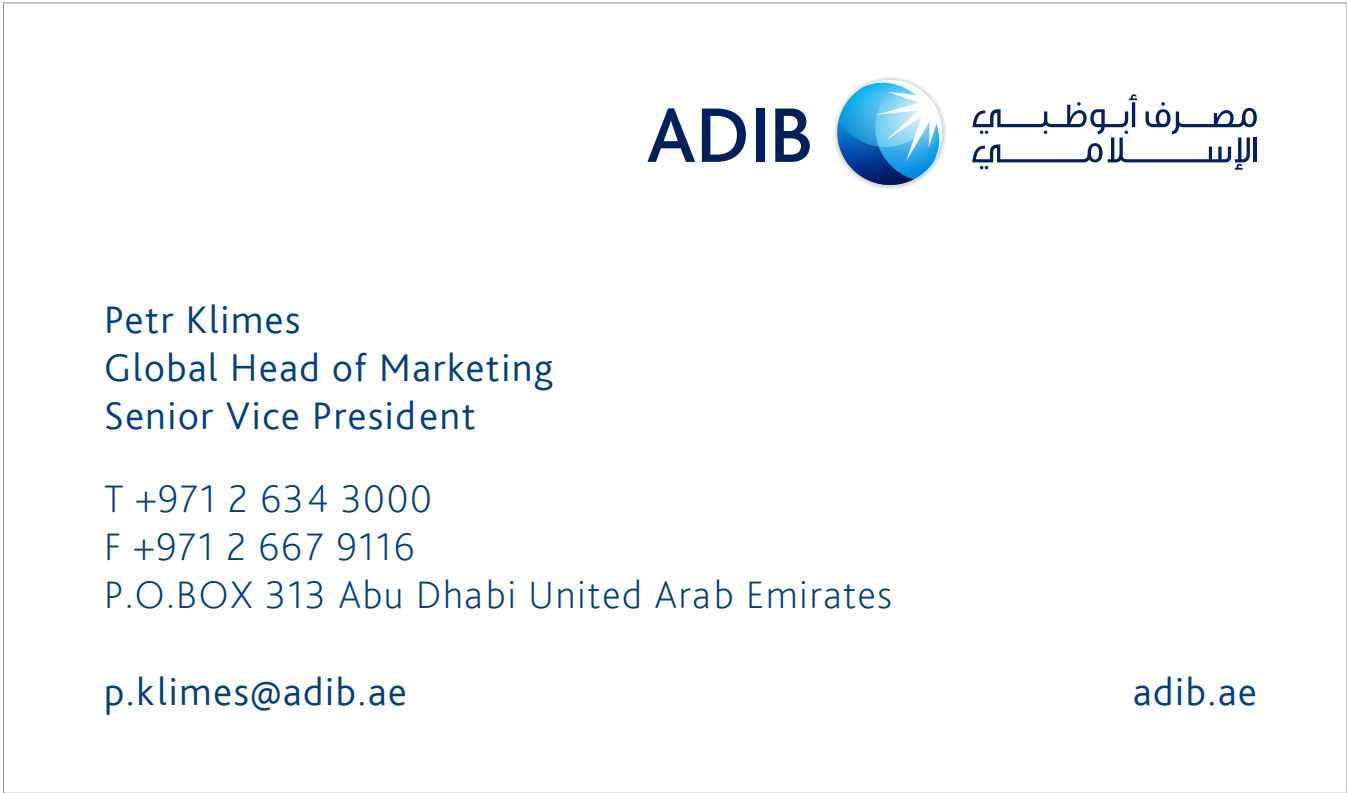 ADIB
مصرف أبوظبي
الإسلامي
Petr Klimes
Global Head of Marketing
Senior Vice President
T +971 2 634 3000
F +971 2 667 9116
P.O.BOX 313 Abu Dhabi United Arab Emirates
p.klimes@adib.ae
adib.ae